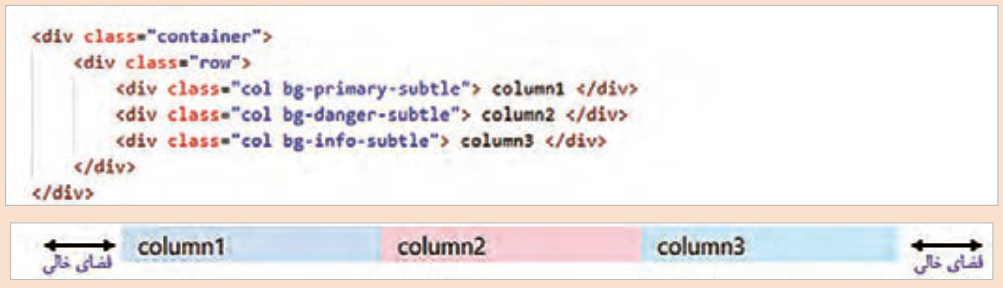 <div class="container">
<div class="row">
<div class="col bg-primary-subtle"> column1 </div>
<div class="col bg-danger-subtle"> column2 </div>
<div class="col bg-info-subtle"> column3 </div>
</div>
</div>
column1 column2 column3
فضای خالی فضای خالی